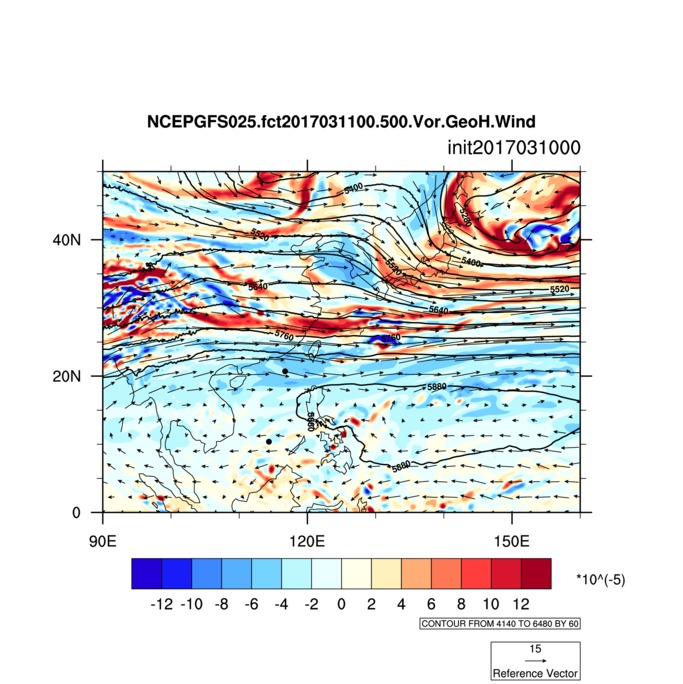 NCEPGFS025.fct2017031100.500.Vor.GeoH.Wind
init2017031000
5400
5280
40N
5520
5400
5640
5520
5640
5760
5760
20N
5880
5880
5880
0
90E 120E 150E
-12 -10 -8 -6 -4 -2 0 2 4 6 8 10 12
*10^(-5)
CONTOUR FROM 4140 TO 6480 BY 60
15
Reference Vector